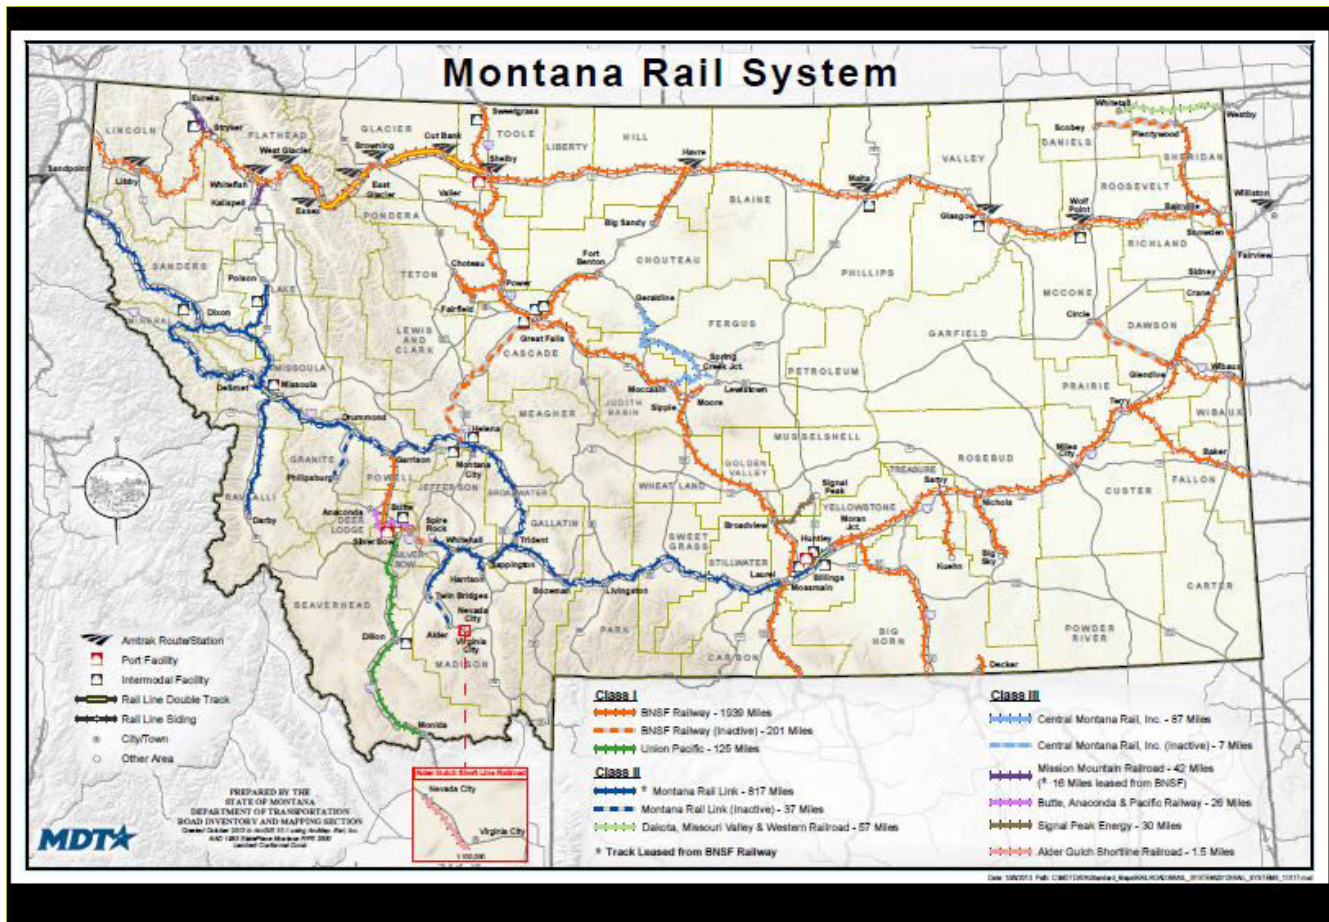 Montana Rail System
Eureka
Stryker
LINCOLN
FLATHEAD
GLACIER
West Glacier
Browning
Cut Bank
Sweetgrass
TOOLE
Shelby
LIBERTY
HILL
Havre
Whitetail
Westby
Scobey
Plentywood
DANIELS
SHERIDAN
VALLEY
Sandpoint
Libby
Whitefish
Kalispell
Essex
East
Glacier
Valier
PONDERA
Big Sandy
BLAINE
Malta
Glasgow
Wolf
Point
ROOSEVELT
Bainville
Williston
Snowden
RICHLAND
Fairview
SANDERS
Polson
LAKE
TETON
Choteau
Power
Fort
Benton
CHOUTEAU
PHILLIPS
Sidney
Crane
MCCONE
MINERAL
Dixon
Fairfield
Geraldine
LEWIS
AND
CLARK
Great Falls
CASCADE
FERGUS
GARFIELD
Circle
DAWSON
MISSOULA
Missoula
DeSmet
Spring
Creek Jct.
PETROLEUM
Glendive
Wibaux
Moccasin
Lewistown
PRAIRIE
Drummond
MEAGHER
JUDITH
BASIN
Sipple
Moore
Terry
WIBAUX
Helena
MUSSELSHELL
GRANITE
Garrison
Montana
City
Miles
City
Baker
Philipsburg
POWELL
JEFFERSON
BROADWATER
WHEATLAND
GOLDEN
VALLEY
Signal
Peak
TREASURE
ROSEBUD
FALLON
RAVALLI
Darby
Anaconda
DEER
LODGE
Butte
Spire
Rock
GALLATIN
Broadview
YELLOWSTONE
Sarpy
Nichols
CUSTER
Silver Bow
SILVER
BOW
Whitehall
Trident
SWEET
GRASS
Huntley
Moran
Jct.
Sappington
STILLWATER
Laurel
Billings
Kuehn
Big
Sky
Harrison
Bozeman
Livingston
Mossmain
CARTER
BEAVERHEAD
Twin Bridges
Nevada
City
PARK
BIG
HORN
POWDER
RIVER
Dillon
Alder
Virginia
City
MADISON
CARBON
Decker
Monida
Amtrak Route/Station
Port Facility
Intermodal Facility
Rail Line Double Track
Rail Line Siding
City/Town
Other Area
Class I
BNSF Railway - 1939 Miles
BNSF Railway (Inactive) - 201 Miles
Union Pacific - 125 Miles
Class II
* Montana Rail Link - 817 Miles
Montana Rail Link (Inactive) - 37 Miles
Dakota, Missouri Valley & Western Railroad - 57 Miles
* Track Leased from BNSF Railway
Class III
Central Montana Rail, Inc. - 87 Miles
Central Montana Rail, Inc. (Inactive) - 7 Miles
Mission Mountain Railroad - 42 Miles
(* 16 Miles leased from BNSF)
Butte, Anaconda & Pacific Railway - 26 Miles
Signal Peak Energy - 30 Miles
Alder Gulch Shortline Railroad - 1.5 Miles
Alder Gulch Short Line Railroad
Nevada City
Virginia City
1:100,000
MDT
PREPARED BY THE
STATE OF MONTANA
DEPARTMENT OF TRANSPORTATION
ROAD INVENTORY AND MAPPING SECTION